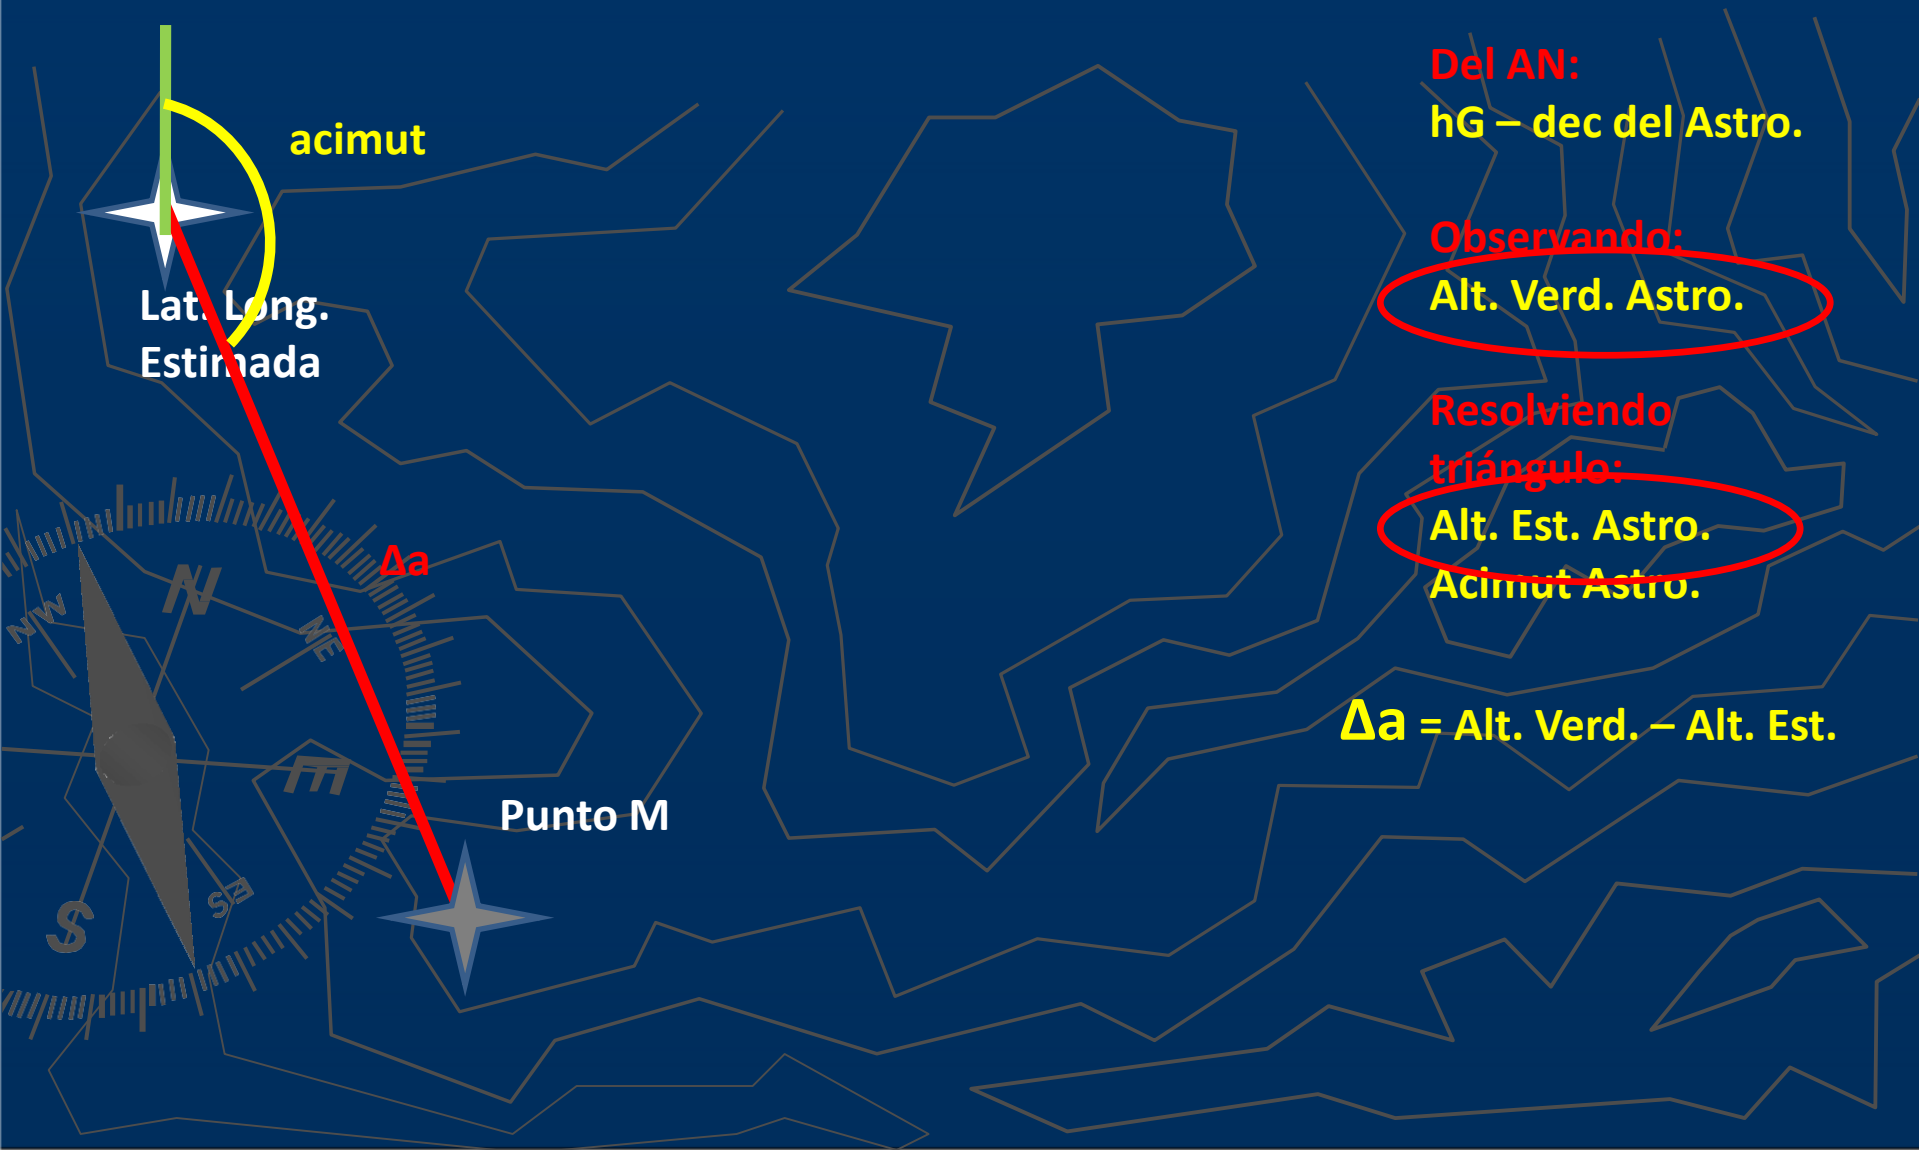 acimut
Lat. Long.
Estimada
Δa
Punto M
N
NE
E
ES
S
NW
Del AN:
hG – dec del Astro.
Observando:
Alt. Verd. Astro.
Resolviendo
triángulo:
Alt. Est. Astro.
Acimut Astro.
Δa = Alt. Verd. – Alt. Est.